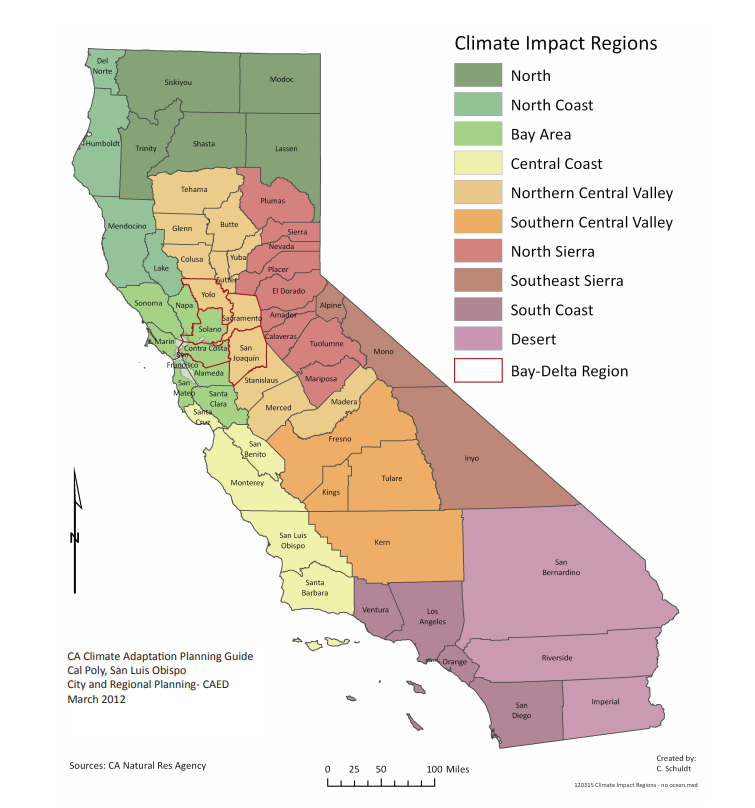 Climate Impact Regions
North
North Coast
Bay Area
Central Coast
Northern Central Valley
Southern Central Valley
North Sierra
Southeast Sierra
South Coast
Desert
Bay-Delta Region
Del
Norte
Siskiyou
Modoc
Humboldt
Trinity
Shasta
Lassen
Tehama
Plumas
Mendocino
Glenn
Butte
Sierra
Nevada
Colusa
Yuba
Lake
Placer
Sutter
El Dorado
Sonoma
Napa
Yolo
Alpine
Sacramento
Amador
Solano
Marin
Calaveras
Contra Costa
San
Joaquin
Tuolumne
Mono
San
Francisco
Alameda
Stanislaus
Mariposa
San
Mateo
Santa
Clara
Merced
Madera
Santa
Cruz
San
Benito
Fresno
Inyo
Monterey
Kings
Tulare
San Luis
Obispo
Kern
San
Bernardino
Santa
Barbara
Ventura
Los
Angeles
Orange
Riverside
San
Diego
Imperial
N
CA Climate Adaptation Planning Guide
Cal Poly, San Luis Obispo
City and Regional Planning- CAED
March 2012
Sources: CA Natural Res Agency
0 25 50 100 Miles
Created by:
C. Schuldt
120315 Climate Impact Regions - no ocean.mxd